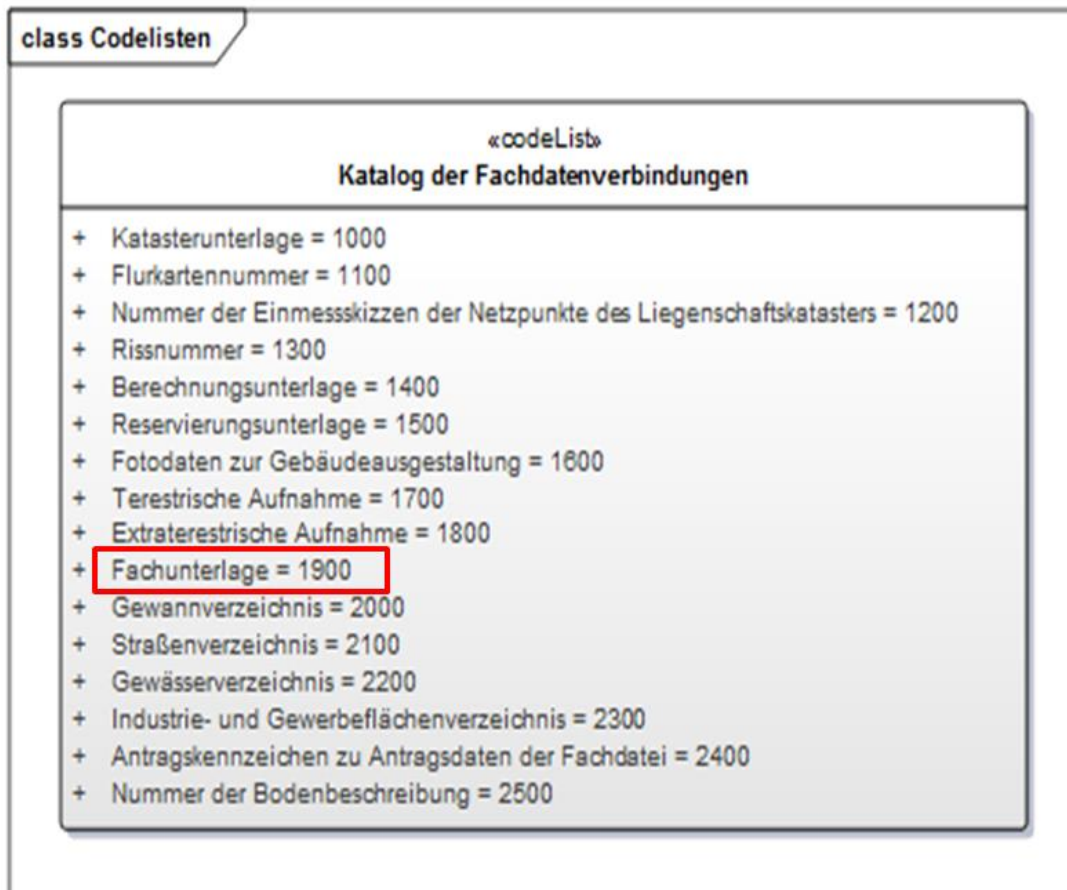 class Codelisten
«codeList»
Katalog der Fachdatenverbindungen
+ Katasterunterlage = 1000
+ Flurkartennummer = 1100
+ Nummer der Einmessskizzen der Netzpunkte des Liegenschaftskatasters = 1200
+ Rissnummer = 1300
+ Berechnungsunterlage = 1400
+ Reservierungsunterlage = 1500
+ Fotodaten zur Gebäudeausgestaltung = 1600
+ Terestrische Aufnahme = 1700
+ Extraterestrische Aufnahme = 1800
+ Fachunterlage = 1900
+ Gewannverzeichnis = 2000
+ Straßenverzeichnis = 2100
+ Gewässerverzeichnis = 2200
+ Industrie- und Gewerbeflächenverzeichnis = 2300
+ Antragskennzeichen zu Antragsdaten der Fachdatei = 2400
+ Nummer der Bodenbeschreibung = 2500